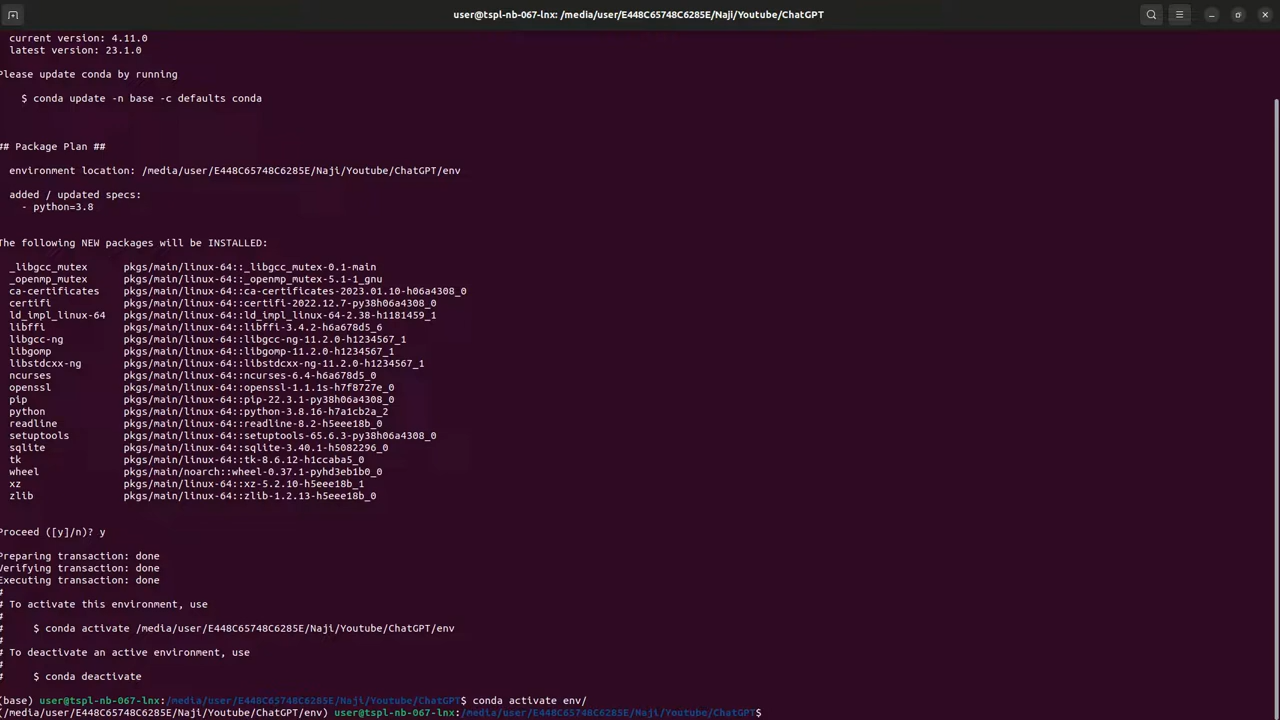 user@tspl-nb-067-lnx: /media/user/E448C65748C6285E/Naji/Youtube/ChatGPT
current version: 4.11.0
latest version: 23.1.0
Please update conda by running
$ conda update -n base -c defaults conda
## Package Plan ##
environment location: /media/user/E448C65748C6285E/Naji/Youtube/ChatGPT/env
added / updated specs:
- python=3.8
The following NEW packages will be INSTALLED:
_libgcc_mutex pkgs/main/linux-64::_libgcc_mutex-0.1-main
_openmp_mutex pkgs/main/linux-64::_openmp_mutex-5.1-1_gnu
ca-certificates pkgs/main/linux-64::ca-certificates-2023.01.10-h06a4308_0
certifi pkgs/main/linux-64::certifi-2022.12.7-py38h06a4308_0
ld_impl_linux-64 pkgs/main/linux-64::ld_impl_linux-64-2.38-h1181459_1
libffi pkgs/main/linux-64::libffi-3.4.2-h6a678d5_6
libgcc-ng pkgs/main/linux-64::libgcc-ng-11.2.0-h1234567_1
libgomp pkgs/main/linux-64::libgomp-11.2.0-h1234567_1
libstdcxx-ng pkgs/main/linux-64::libstdcxx-ng-11.2.0-h1234567_1
ncurses pkgs/main/linux-64::ncurses-6.4-h6a678d5_0
openssl pkgs/main/linux-64::openssl-1.1.1s-h7f8727e_0
pip pkgs/main/linux-64::pip-22.3.1-py38h06a4308_0
python pkgs/main/linux-64::python-3.8.16-h7a1cb2a_2
readline pkgs/main/linux-64::readline-8.2-h5eee18b_0
setuptools pkgs/main/linux-64::setuptools-65.6.3-py38h06a4308_0
sqlite pkgs/main/linux-64::sqlite-3.40.1-h5082296_0
tk pkgs/main/linux-64::tk-8.6.12-h1ccaba5_0
wheel pkgs/main/noarch::wheel-0.37.1-pyhd3eb1b0_0
xz pkgs/main/linux-64::xz-5.2.10-h5eee18b_1
zlib pkgs/main/linux-64::zlib-1.2.13-h5eee18b_0
Proceed ([y]/n)? y
Preparing transaction: done
Verifying transaction: done
Executing transaction: done
#
# To activate this environment, use
#
# $ conda activate /media/user/E448C65748C6285E/Naji/Youtube/ChatGPT/env
#
# To deactivate an active environment, use
#
# $ conda deactivate
(base) user@tspl-nb-067-lnx:/media/user/E448C65748C6285E/Naji/Youtube/ChatGPT$ conda activate env/
(/media/user/E448C65748C6285E/Naji/Youtube/ChatGPT/env) user@tspl-nb-067-lnx:/media/user/E448C65748C6285E/Naji/Youtube/ChatGPT$